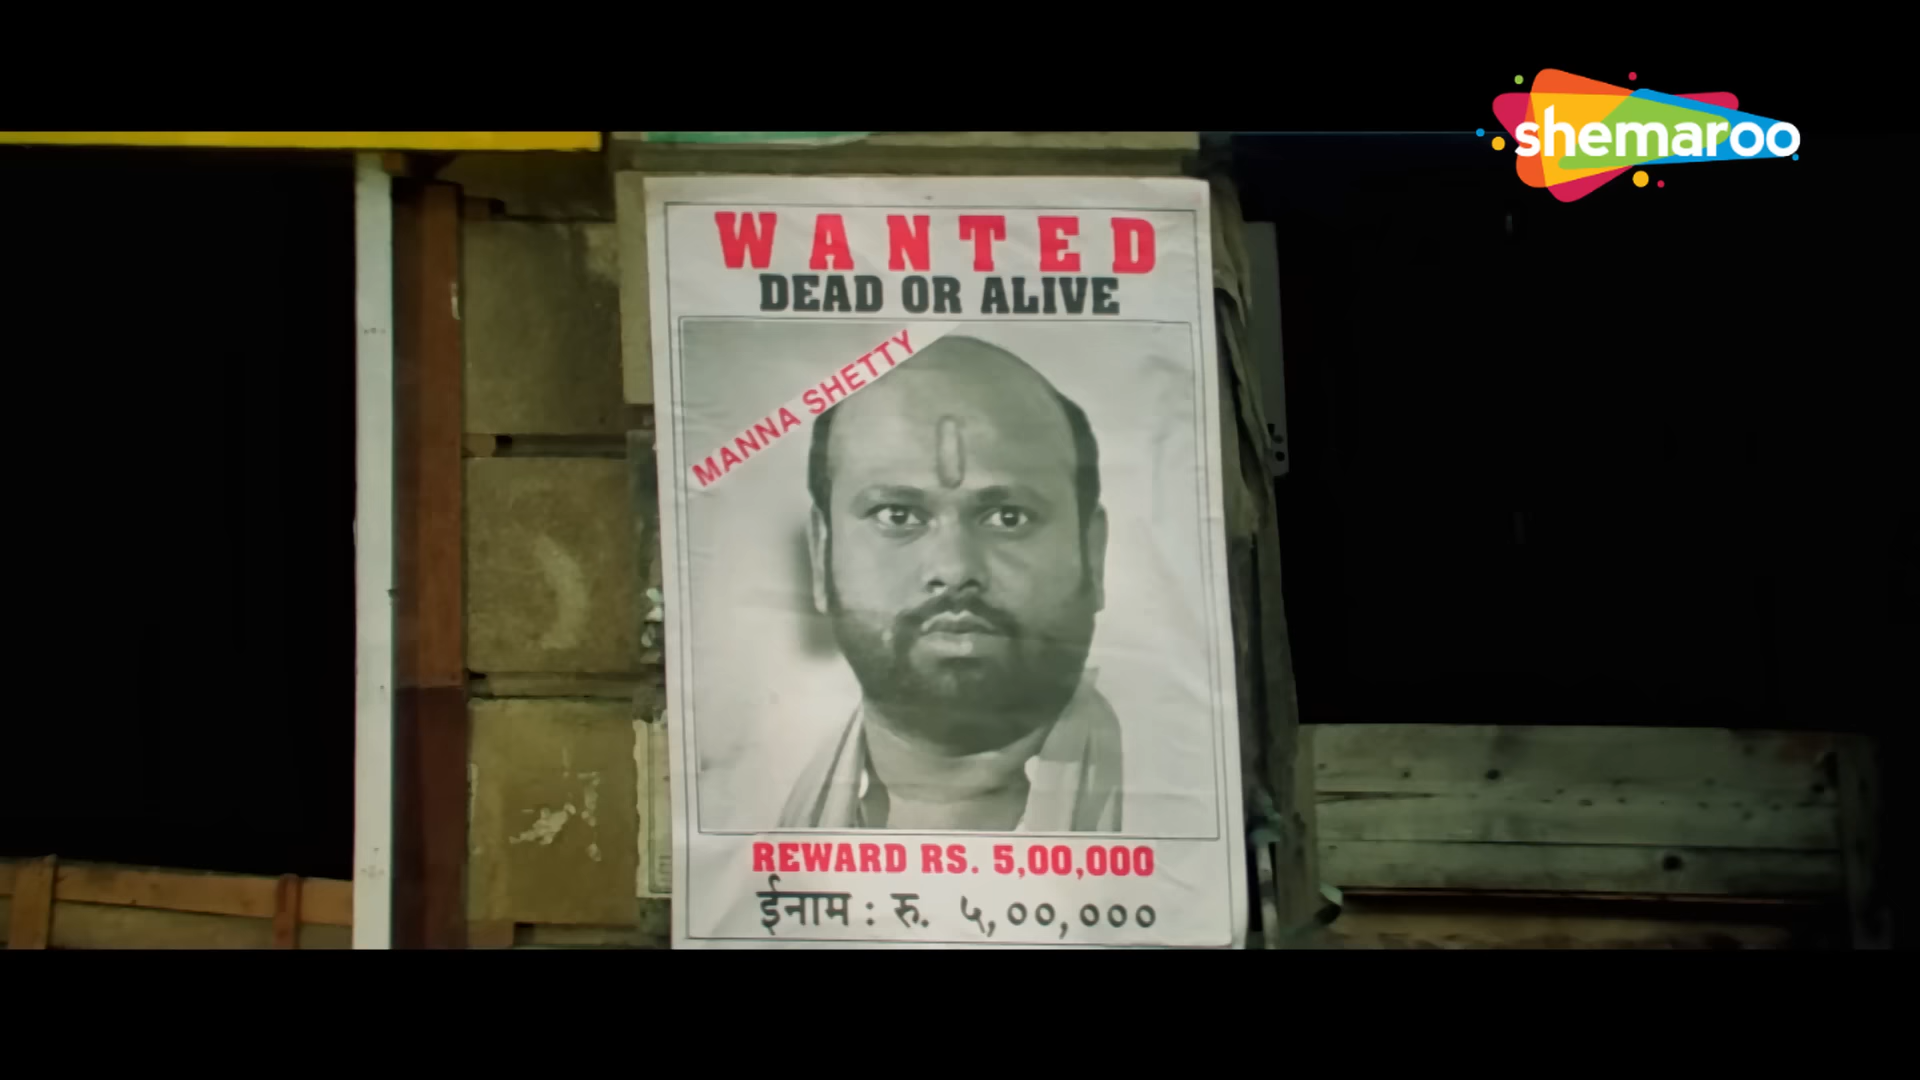 shemaroo
WANTED
DEAD OR ALIVE
MANNA SHETTY
REWARD RS. 5,00,000
ईनाम : रु. ५,००,०००